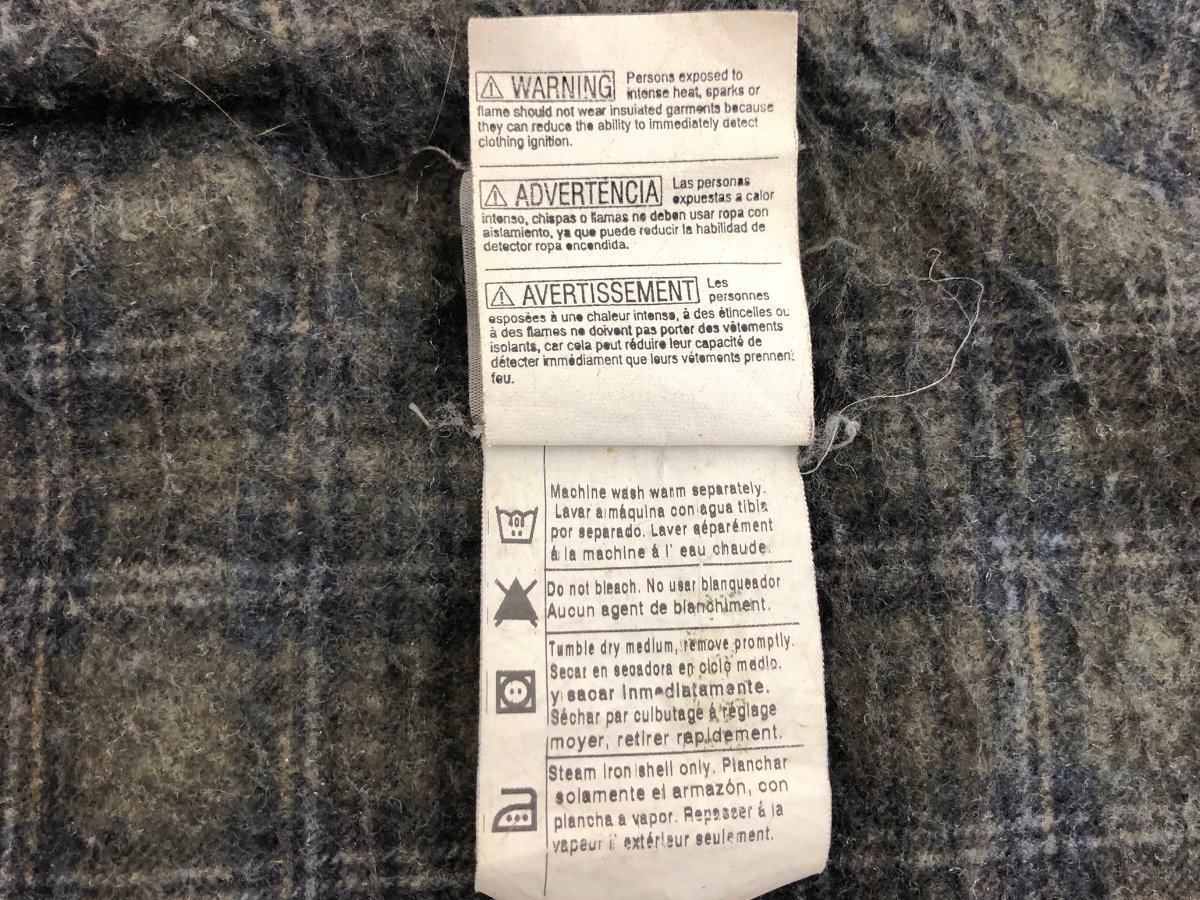 ⚠ WARNING Persons exposed to
intense heat, sparks or
flame should not wear insulated garments because
they can reduce the ability to immediately detect
clothing ignition.
⚠ ADVERTENCIA Las personas
expuestas a calor
intenso, chispas o llamas ne deben usar ropa con
aislamiento, ya que puede reducir la habilidad de
detector ropa encendida.
⚠ AVERTISSEMENT Les
personnes
esposées à une chaleur intense, à des étincelles ou
à des flames ne doivent pas porter des vêtements
isolants, car cela peut réduire leur capacité de
détecter immédiament que leurs vétements prennent
feu.
Machine wash warm separately.
Lavar a máquina con agua tibia
por separado. Laver séparément
á la machine á l' eau chaude.
Do not bleach. No usar blanqueador
Aucun agent de blanchiment.
Tumble dry medium, remove promptly.
Secar en secadora en ciclo medio.
y sacar inmediatamente.
Séchar par culbutage á réglage
moyer, retirer rapidement.
Steam iron shell only. Planchar
solamente el armazón, con
plancha a vapor. Repasser á la
vapeur l' extérieur seulement.